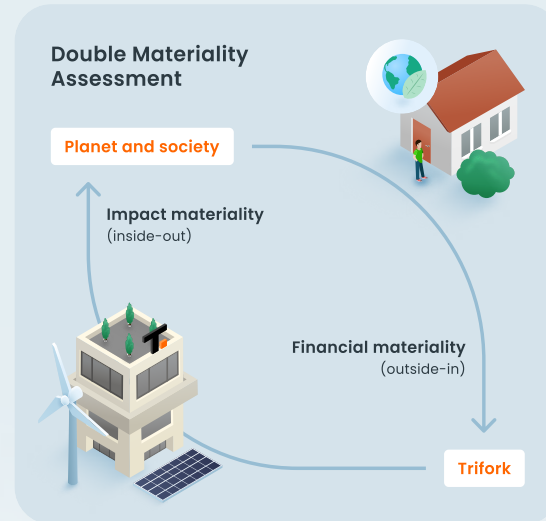 Double Materiality
Assessment
Planet and society
Impact materiality
(inside-out)
Financial materiality
(outside-in)
Trifork